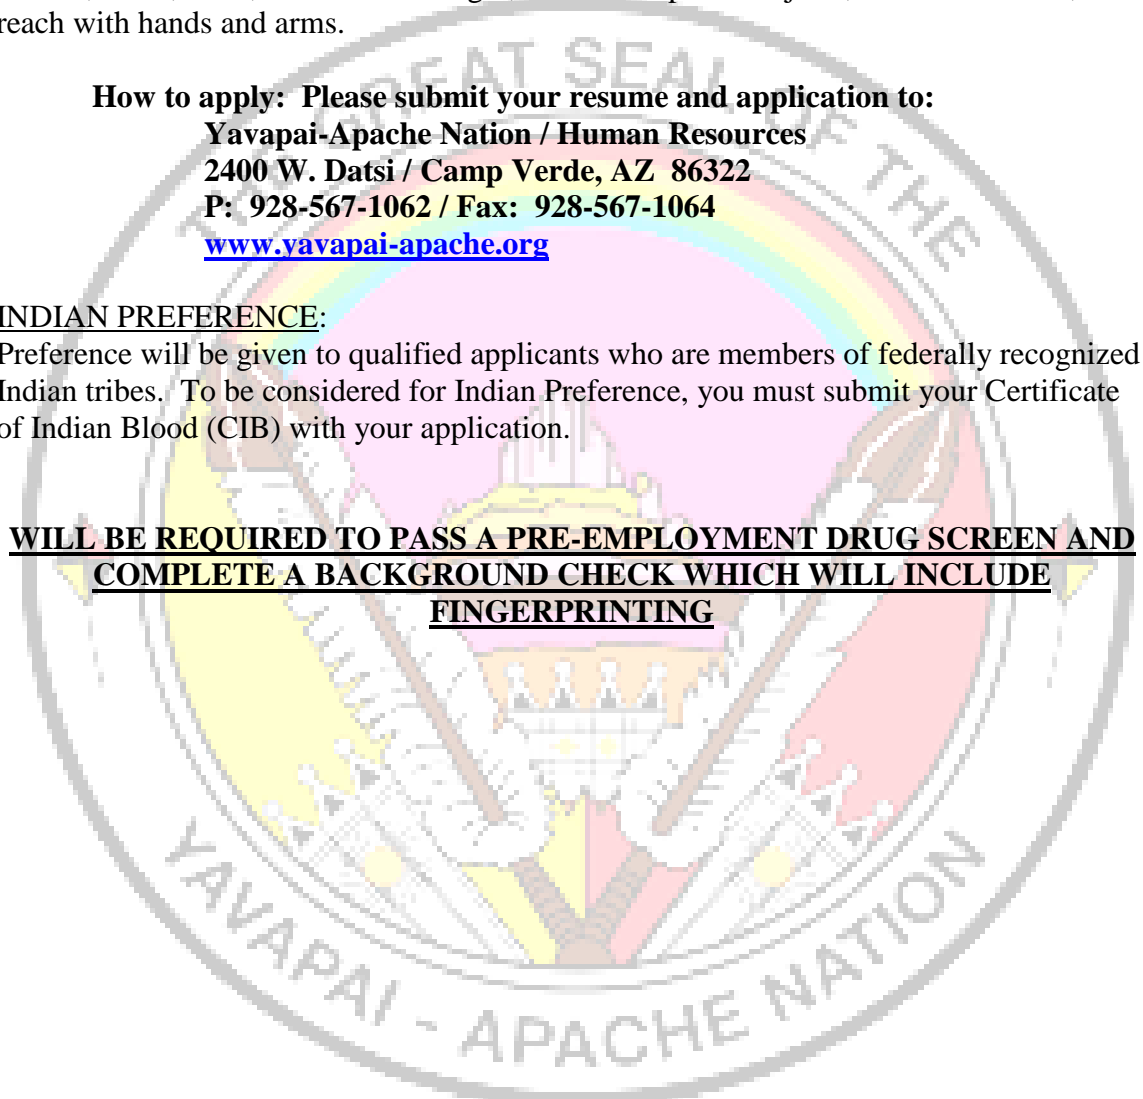 reach with hands and arms.
How to apply: Please submit your resume and application to:
Yavapai-Apache Nation / Human Resources
2400 W. Datsi / Camp Verde, AZ 86322
P: 928-567-1062 / Fax: 928-567-1064
www.yavapai-apache.org
INDIAN PREFERENCE:
Preference will be given to qualified applicants who are members of federally recognized
Indian tribes. To be considered for Indian Preference, you must submit your Certificate
of Indian Blood (CIB) with your application.
WILL BE REQUIRED TO PASS A PRE-EMPLOYMENT DRUG SCREEN AND
COMPLETE A BACKGROUND CHECK WHICH WILL INCLUDE
FINGERPRINTING
THE GREAT SEAL OF THE
YAVAPAI - APACHE NATION